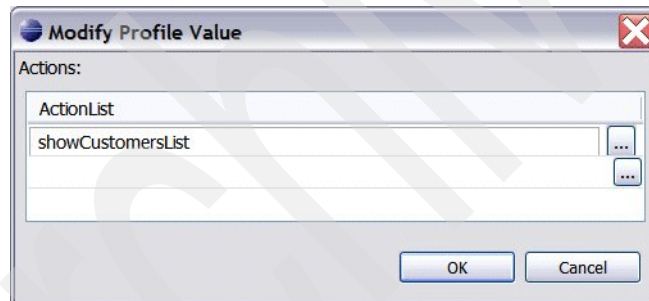 Modify Profile Value
Actions:
ActionList
showCustomersList
...
...
OK Cancel